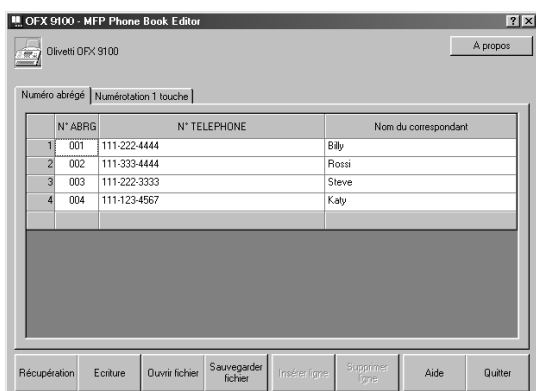 OFX 9100 - MFP Phone Book Editor
Olivetti OFX 9100
A propos
Numéro abrégé Numérotation 1 touche
N° ABRG N° TELEPHONE Nom du correspondant
1 001 111-222-4444 Billy
2 002 111-333-4444 Rossi
3 003 111-222-3333 Steve
4 004 111-123-4567 Katy
Récupération Ecriture Ouvrir fichier Sauvegarder fichier Insérer ligne Supprimer ligne Aide Quitter